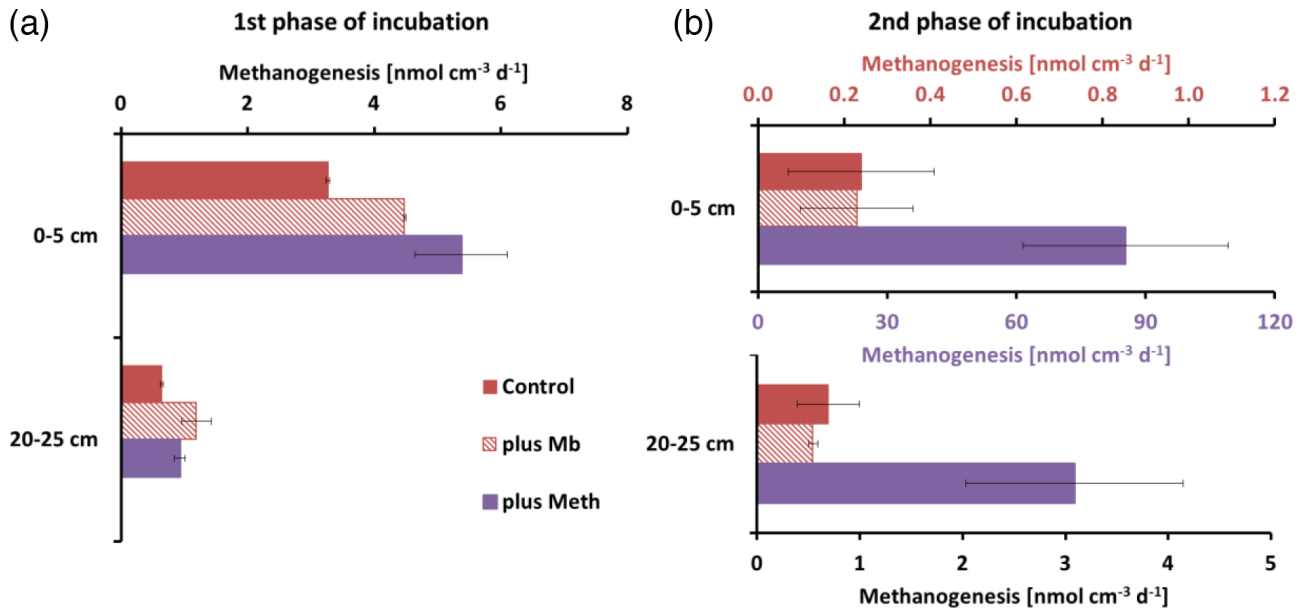 (a)
1st phase of incubation
Methanogenesis [nmol cm-3 d-1]
0 2 4 6 8
0-5 cm
20-25 cm
Control
plus Mb
plus Meth
(b)
2nd phase of incubation
Methanogenesis [nmol cm-3 d-1]
0.0 0.2 0.4 0.6 0.8 1.0 1.2
0-5 cm
0 30 60 90 120
Methanogenesis [nmol cm-3 d-1]
20-25 cm
0 1 2 3 4 5
Methanogenesis [nmol cm-3 d-1]